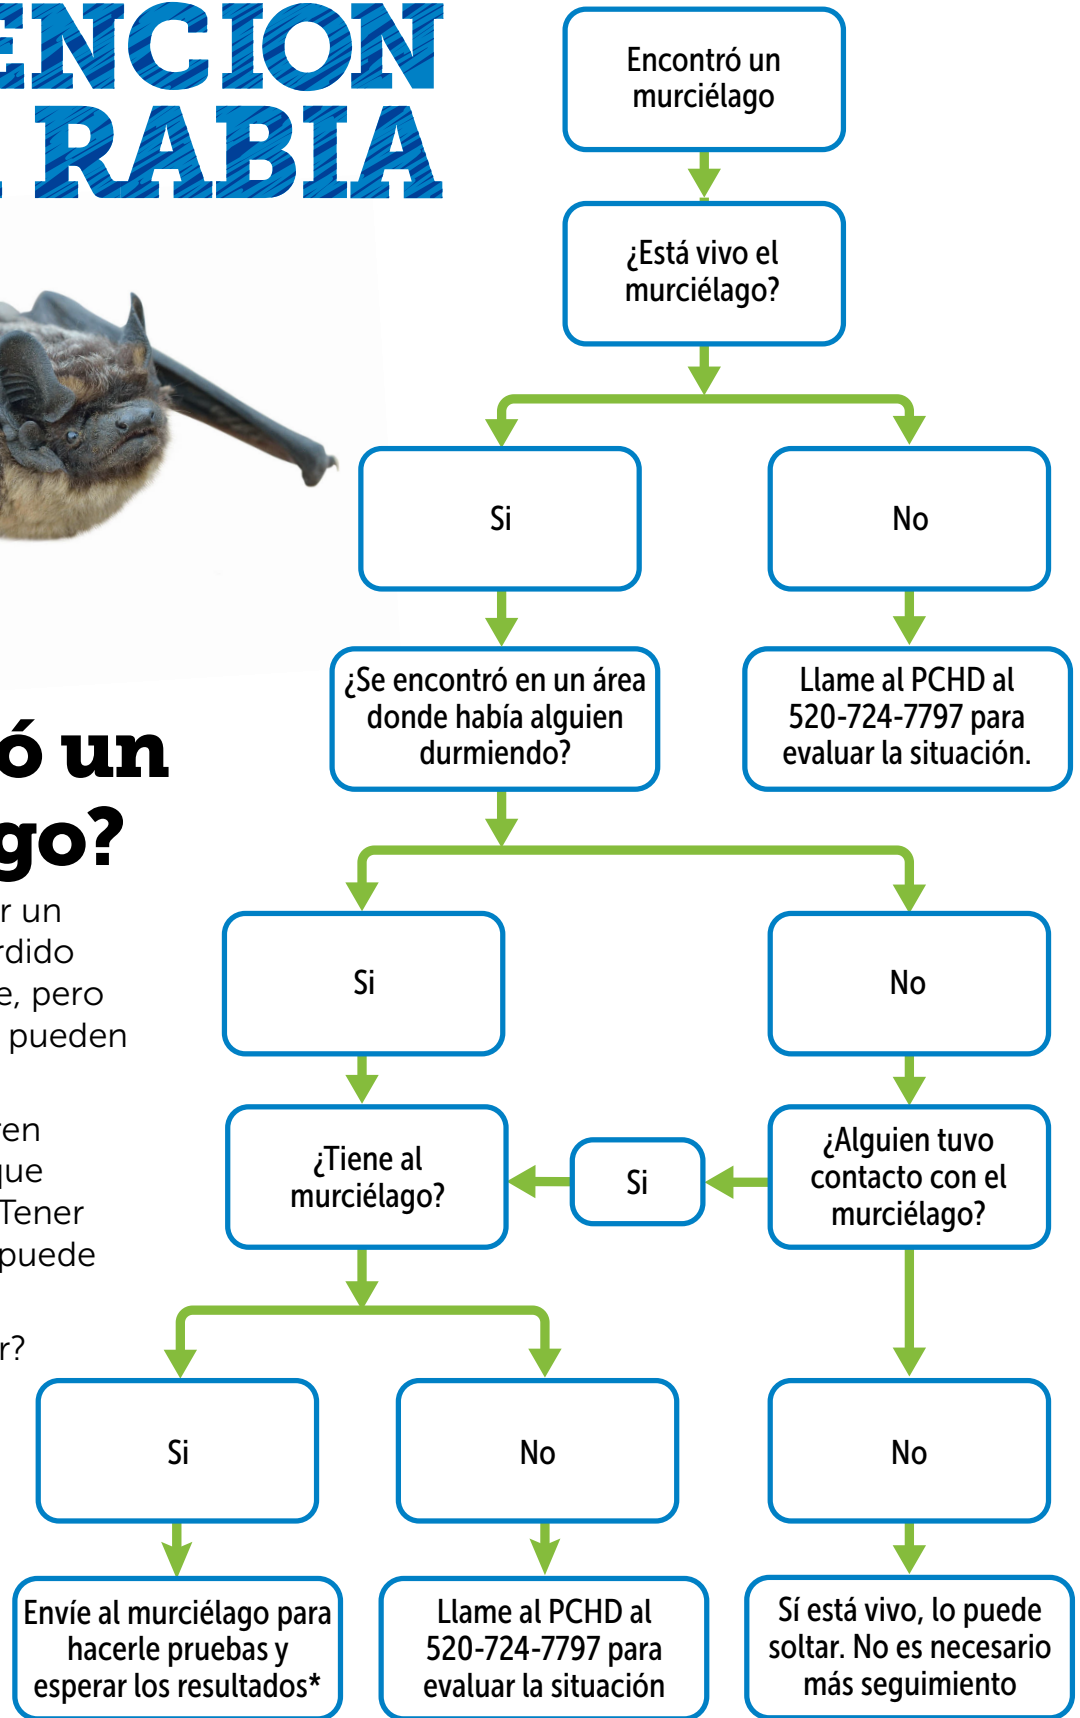 ENCION
RABIA
ó un
go?
r un
rdido
e, pero
pueden
ren
que
Tener
puede
r?
Encontró un
murciélago
¿Está vivo el
murciélago?
Si
No
¿Se encontró en un área
donde había alguien
durmiendo?
Llame al PCHD al
520-724-7797 para
evaluar la situación.
Si
No
¿Tiene al
murciélago?
Si
¿Alguien tuvo
contacto con el
murciélago?
Si
No
No
Envíe al murciélago para
hacerle pruebas y
esperar los resultados*
Llame al PCHD al
520-724-7797 para
evaluar la situación
Sí está vivo, lo puede
soltar. No es necesario
más seguimiento